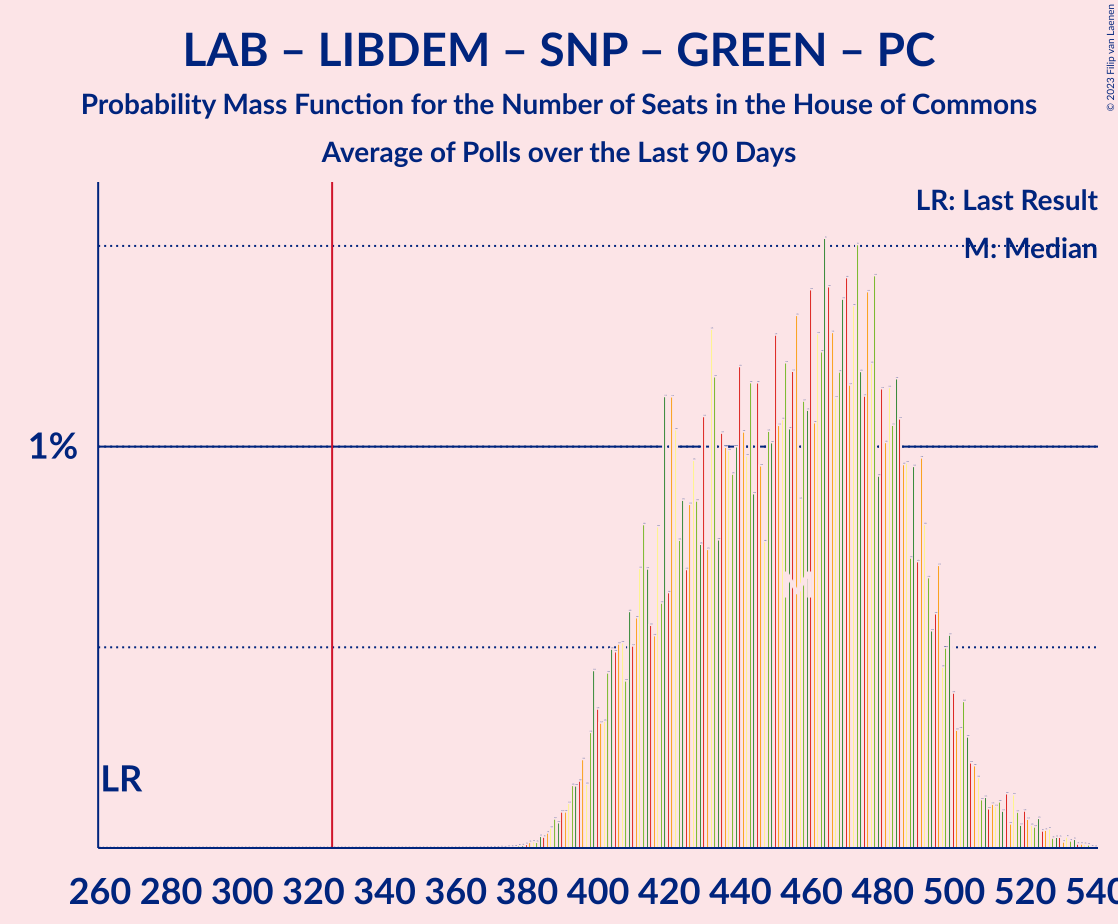 LAB – LIBDEM – SNP – GREEN – PC
Probability Mass Function for the Number of Seats in the House of Commons
Average of Polls over the Last 90 Days
© 2023 Filip van Laenen
LR: Last Result
M: Median
1%
M
LR
260 280 300 320 340 360 380 400 420 440 460 480 500 520 540